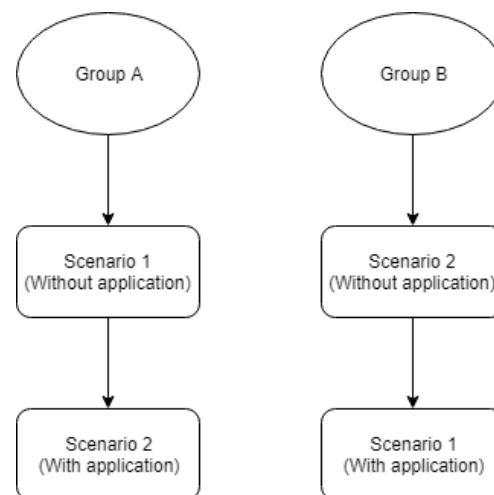 Group A
Group B
Scenario 1
(Without application)
Scenario 2
(Without application)
Scenario 2
(With application)
Scenario 1
(With application)